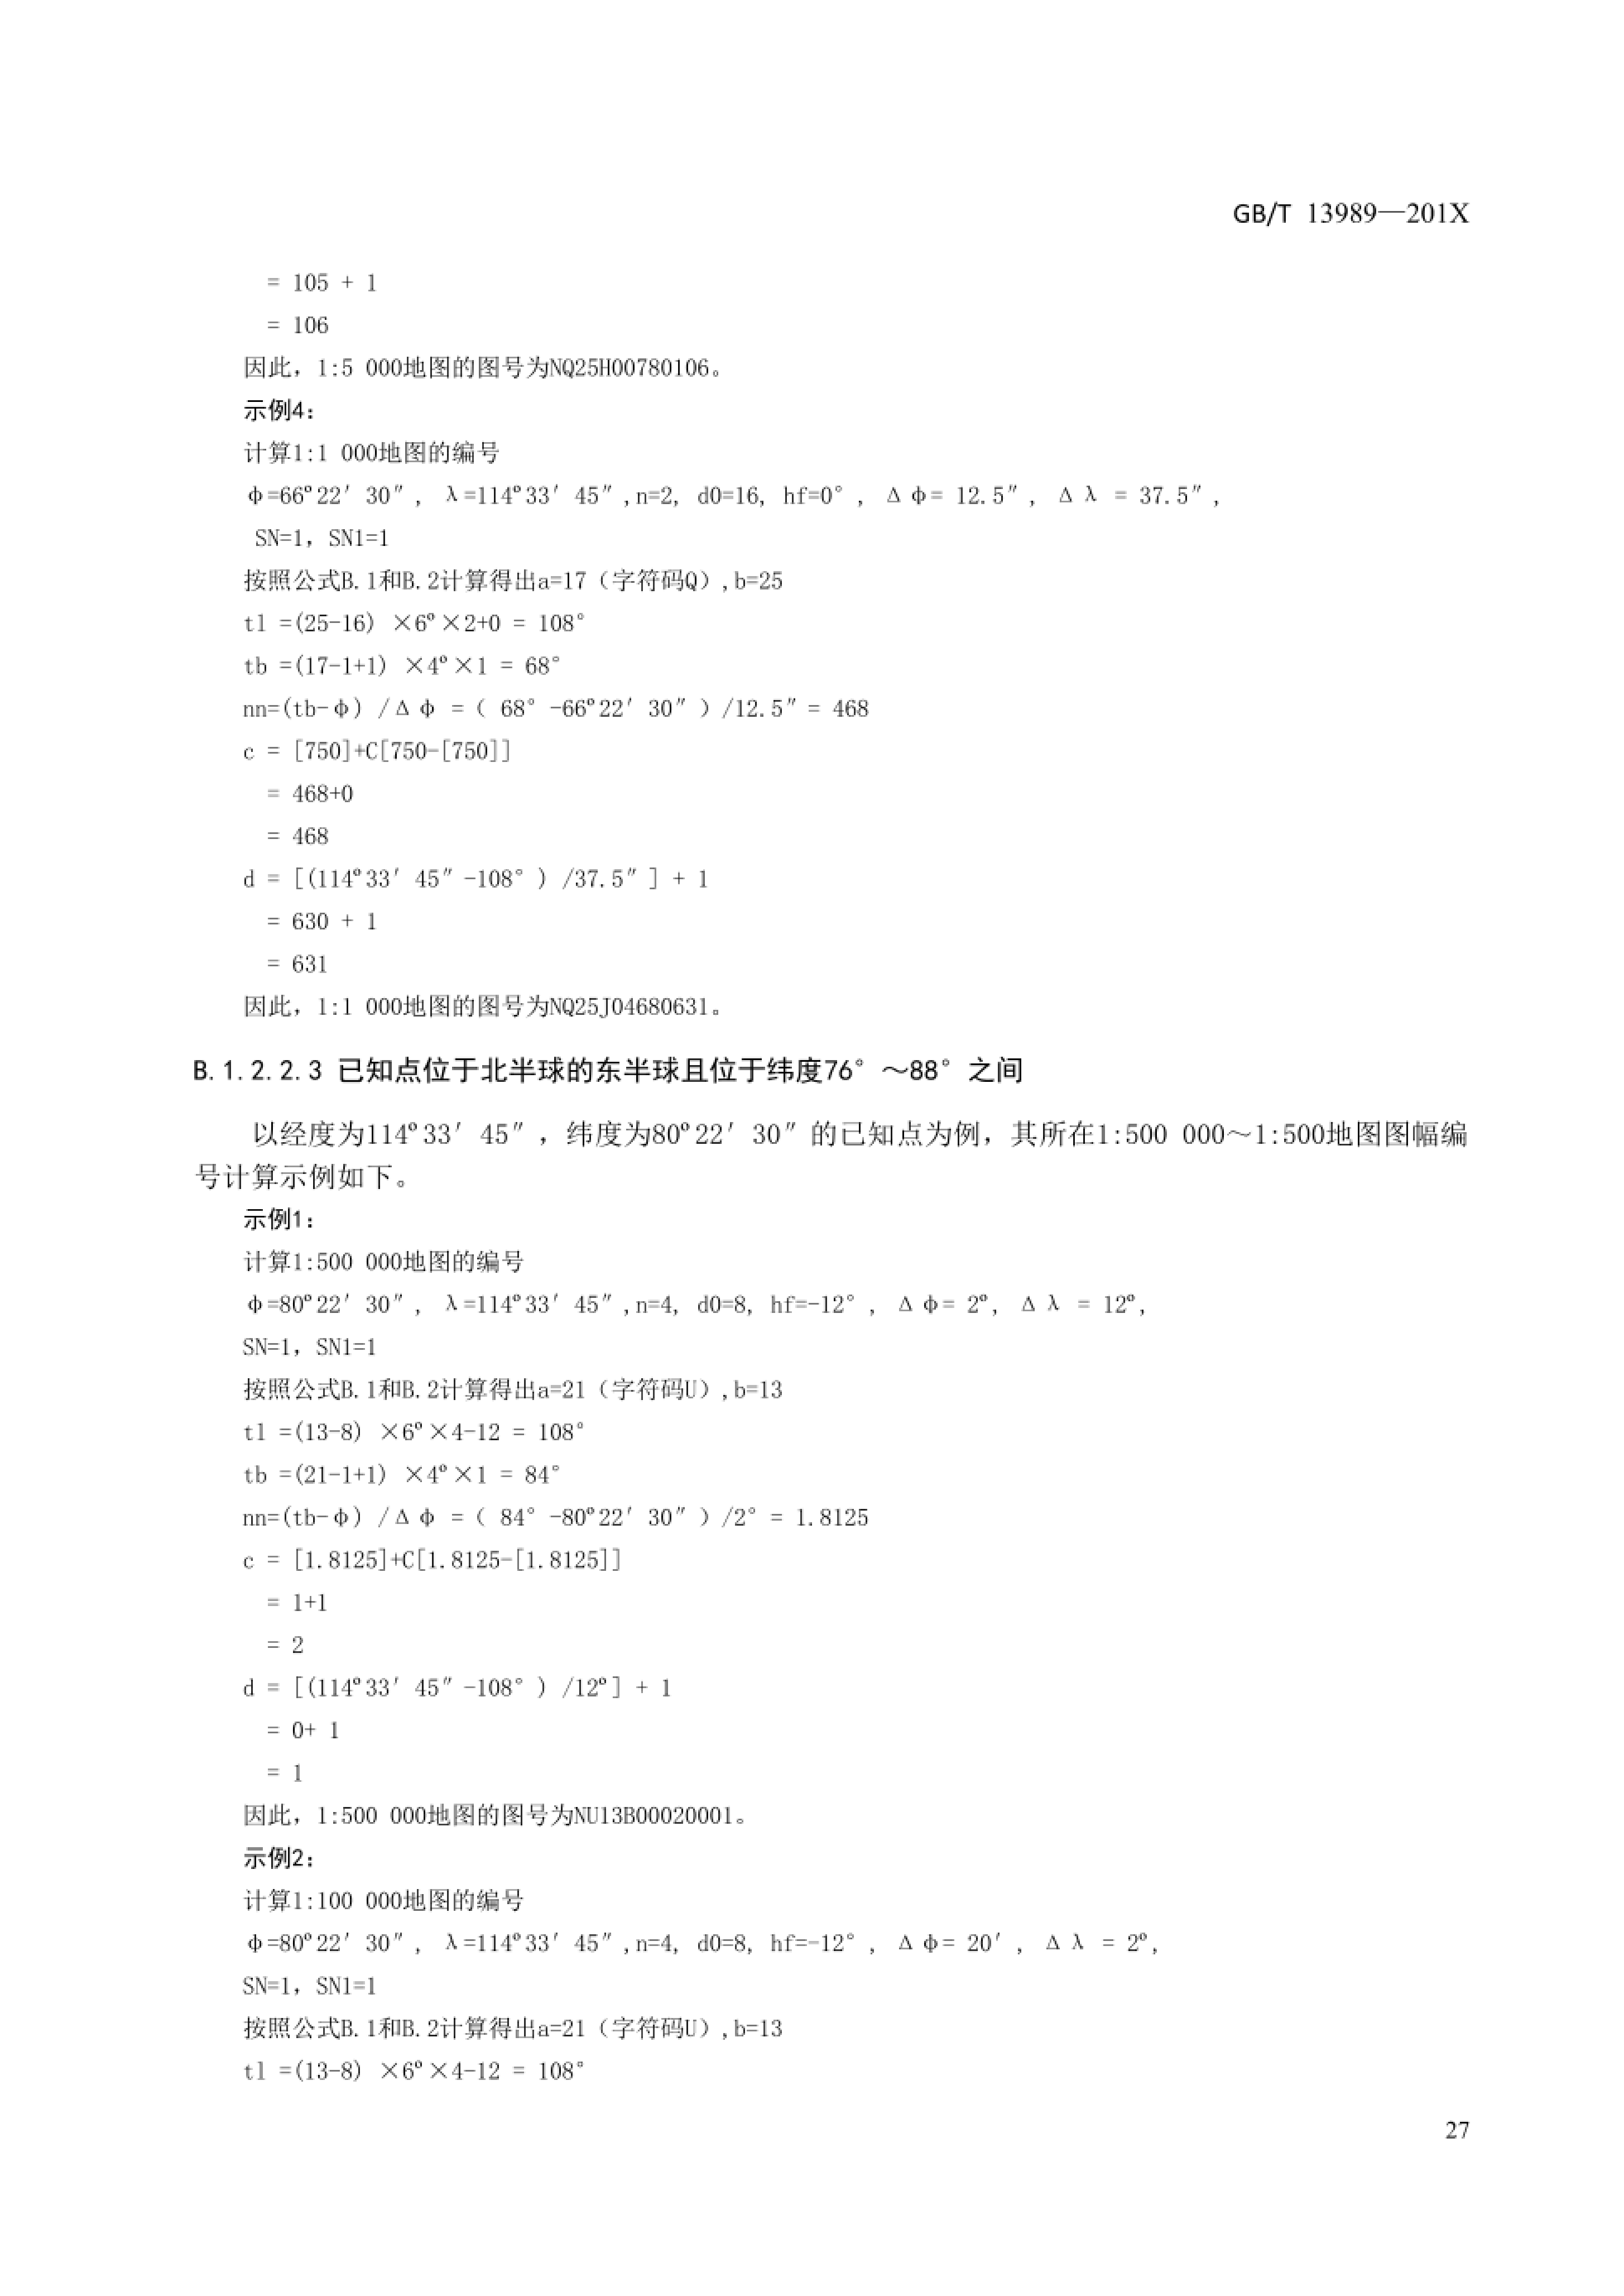 GB/T 13989—201X
= 105 + 1
= 106
因此，1:5 000地图的图号为NQ25H00780106。
示例4：
计算1:1 000地图的编号
φ=66º22′30″, λ=114º33′45″,n=2, d0=16, hf=0°, Δφ= 12.5″, Δλ = 37.5″,
SN=1，SN1=1
按照公式B.1和B.2计算得出a=17（字符码Q）,b=25
tl =(25-16) ×6º×2+0 = 108°
tb =(17-1+1) ×4º×1 = 68°
nn=(tb-φ) /Δφ =（ 68°-66º22′30″）/12.5″= 468
c = [750]+C[750-[750]]
= 468+0
= 468
d = [(114º33′45″-108°) /37.5″] + 1
= 630 + 1
= 631
因此，1:1 000地图的图号为NQ25J04680631。
B.1.2.2.3 已知点位于北半球的东半球且位于纬度76°～88°之间
以经度为114º33′45″，纬度为80º22′30″的已知点为例，其所在1:500 000～1:500地图图幅编
号计算示例如下。
示例1：
计算1:500 000地图的编号
φ=80º22′30″, λ=114º33′45″,n=4, d0=8, hf=-12°, Δφ= 2º, Δλ = 12º,
SN=1，SN1=1
按照公式B.1和B.2计算得出a=21（字符码U）,b=13
tl =(13-8) ×6º×4-12 = 108°
tb =(21-1+1) ×4º×1 = 84°
nn=(tb-φ) /Δφ =（ 84°-80º22′30″）/2° = 1.8125
c = [1.8125]+C[1.8125-[1.8125]]
= 1+1
= 2
d = [(114º33′45″-108°) /12º] + 1
= 0+ 1
= 1
因此，1:500 000地图的图号为NU13B00020001。
示例2：
计算1:100 000地图的编号
φ=80º22′30″, λ=114º33′45″,n=4, d0=8, hf=-12°, Δφ= 20′, Δλ = 2º,
SN=1，SN1=1
按照公式B.1和B.2计算得出a=21（字符码U）,b=13
tl =(13-8) ×6º×4-12 = 108°
27